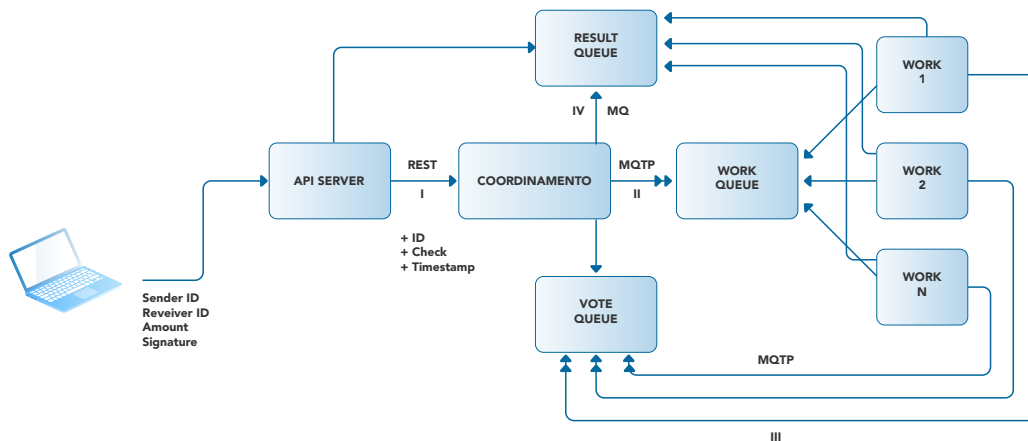 RESULT
QUEUE
WORK
1
IV
MQ
API SERVER
REST
I
COORDINAMENTO
MQTP
II
WORK
QUEUE
WORK
2
+ ID
+ Check
+ Timestamp
WORK
N
Sender ID
Reveiver ID
Amount
Signature
VOTE
QUEUE
MQTP
III